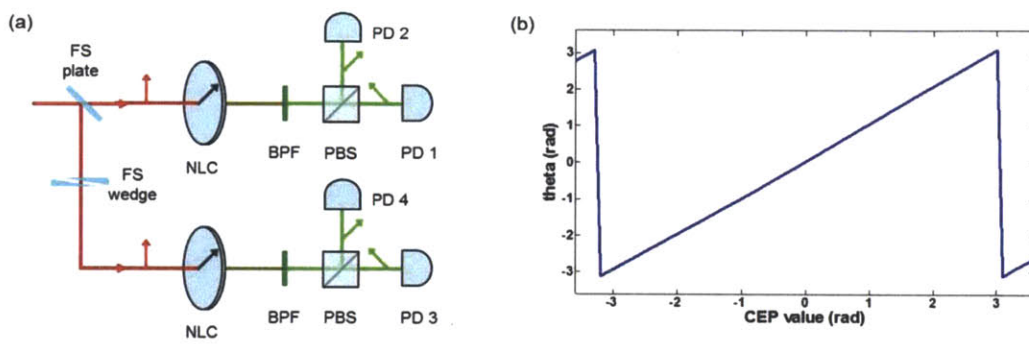 (a)
FS
plate
NLC
BPF
PBS
PD 2
PD 1
FS
wedge
NLC
BPF
PBS
PD 4
PD 3
(b)
theta (rad)
3
2
1
0
-1
-2
-3
-3
-2
-1
0
1
2
3
CEP value (rad)